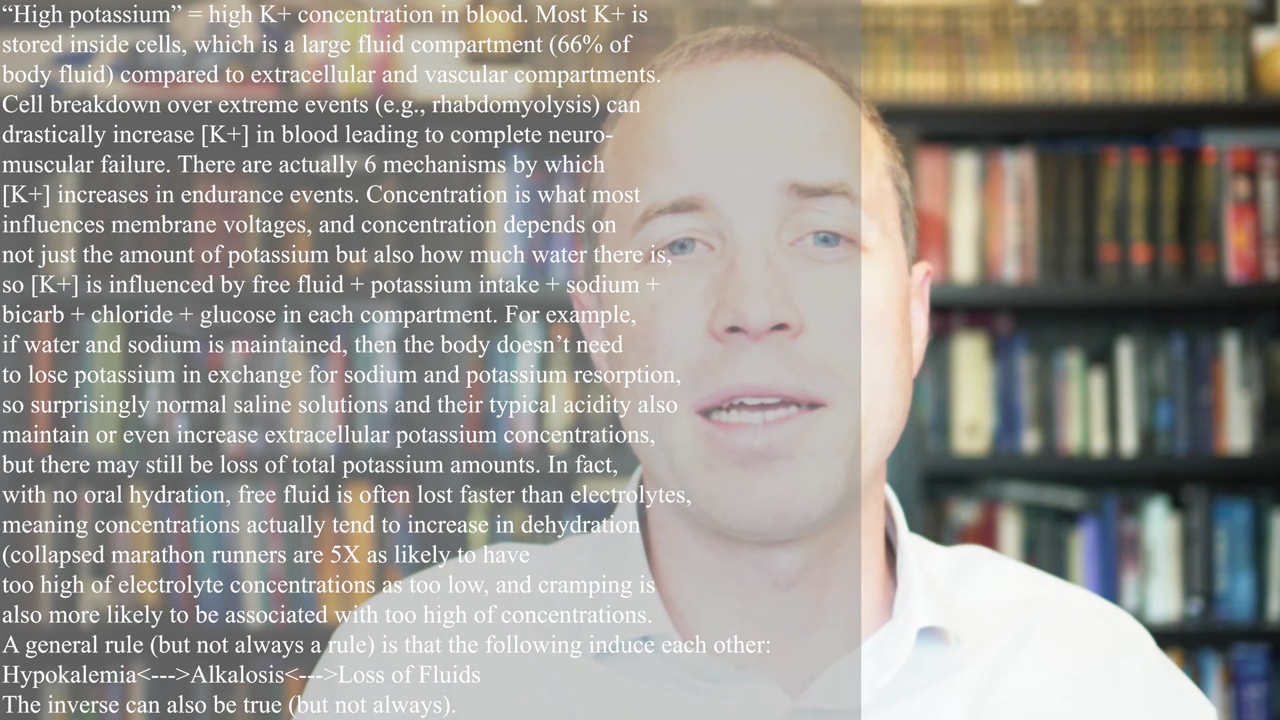 “High potassium” = high K+ concentration in blood. Most K+ is
stored inside cells, which is a large fluid compartment (66% of
body fluid) compared to extracellular and vascular compartments.
Cell breakdown over extreme events (e.g., rhabdomyolysis) can
drastically increase [K+] in blood leading to complete neuro-
muscular failure. There are actually 6 mechanisms by which
[K+] increases in endurance events. Concentration is what most
influences membrane voltages, and concentration depends on
not just the amount of potassium but also how much water there is,
so [K+] is influenced by free fluid + potassium intake + sodium +
bicarb + chloride + glucose in each compartment. For example,
if water and sodium is maintained, then the body doesn’t need
to lose potassium in exchange for sodium and potassium resorption,
so surprisingly normal saline solutions and their typical acidity also
maintain or even increase extracellular potassium concentrations,
but there may still be loss of total potassium amounts. In fact,
with no oral hydration, free fluid is often lost faster than electrolytes,
meaning concentrations actually tend to increase in dehydration
(collapsed marathon runners are 5X as likely to have
too high of electrolyte concentrations as too low, and cramping is
also more likely to be associated with too high of concentrations.
A general rule (but not always a rule) is that the following induce each other:
Hypokalemia<--->Alkalosis<--->Loss of Fluids
The inverse can also be true (but not always).